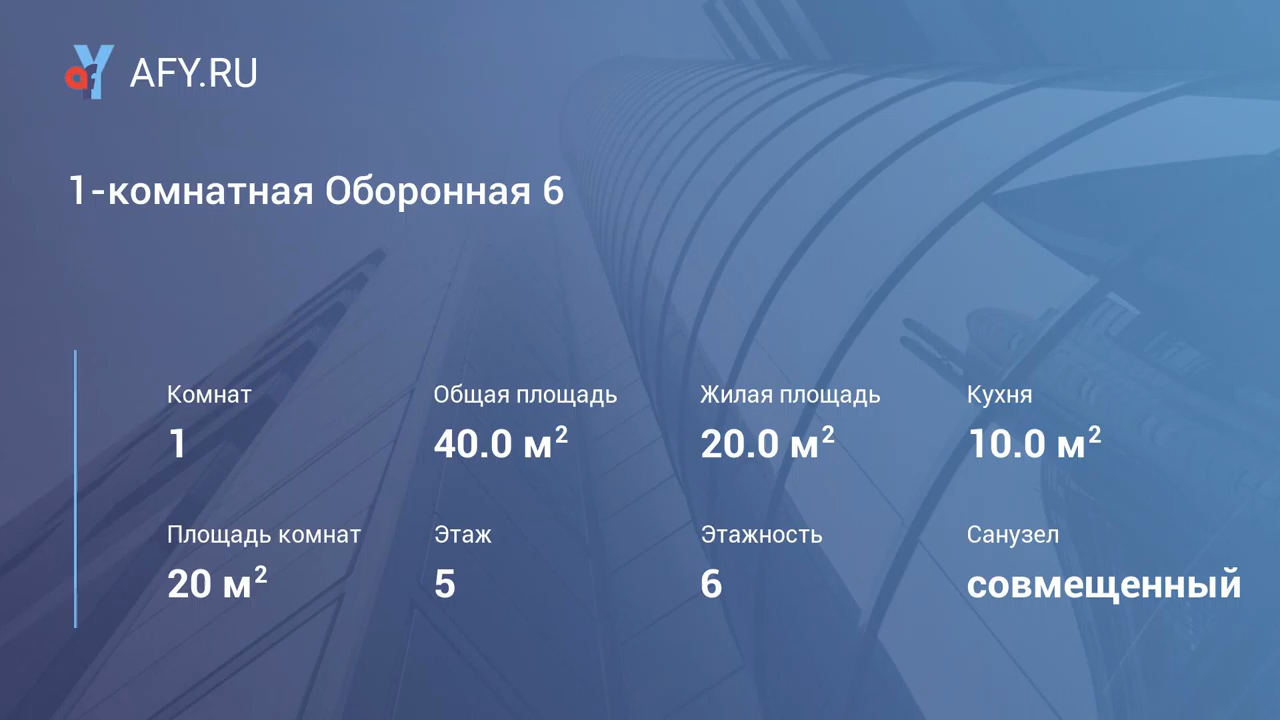 afY AFY.RU
1-комнатная Оборонная 6
Комнат Общая площадь Жилая площадь Кухня
1 40.0 м² 20.0 м² 10.0 м²
Площадь комнат Этаж Этажность Санузел
20 м² 5 6 совмещенный